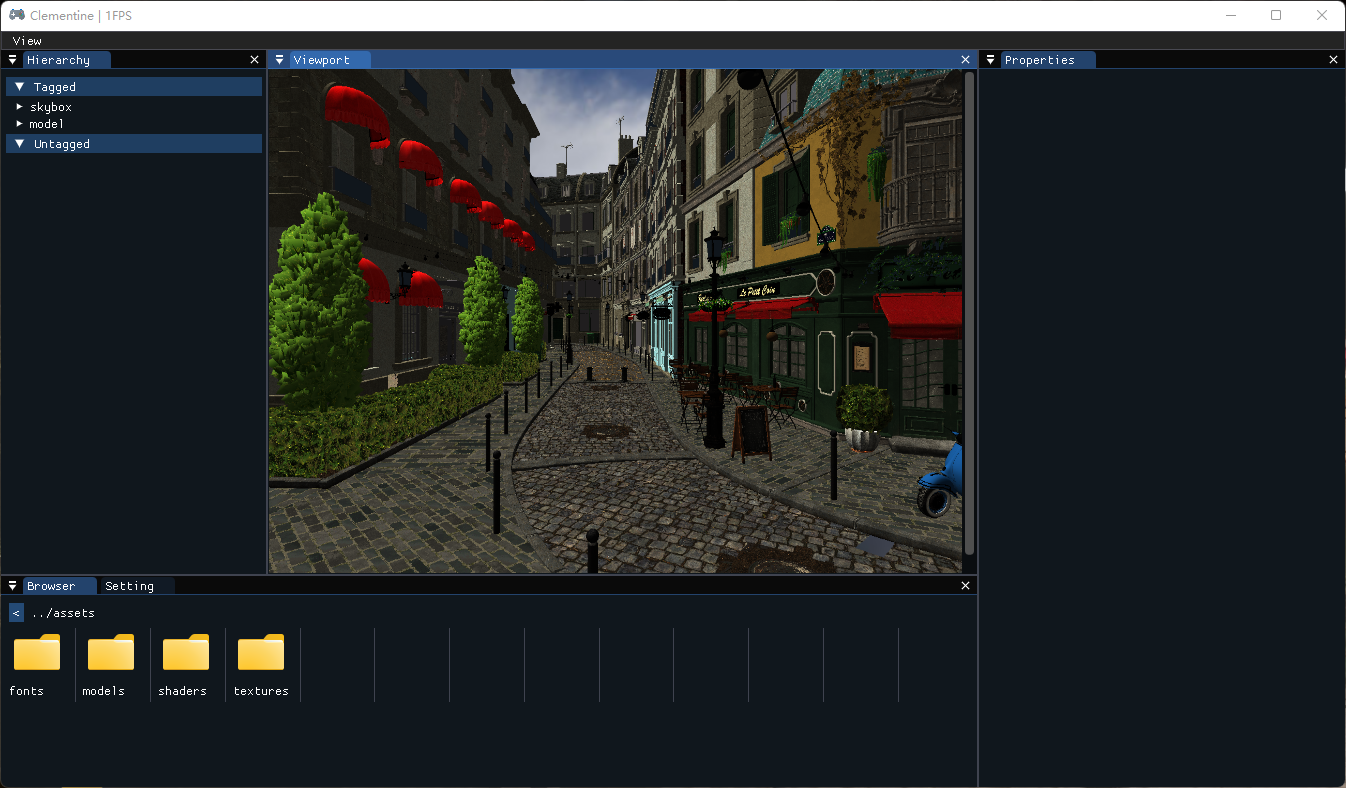 Clementine | 1FPS
View
Hierarchy
Viewport
Properties
Tagged
skybox
model
Untagged
Le Petit Coin
Browser
Setting
< ../assets
fonts
models
shaders
textures